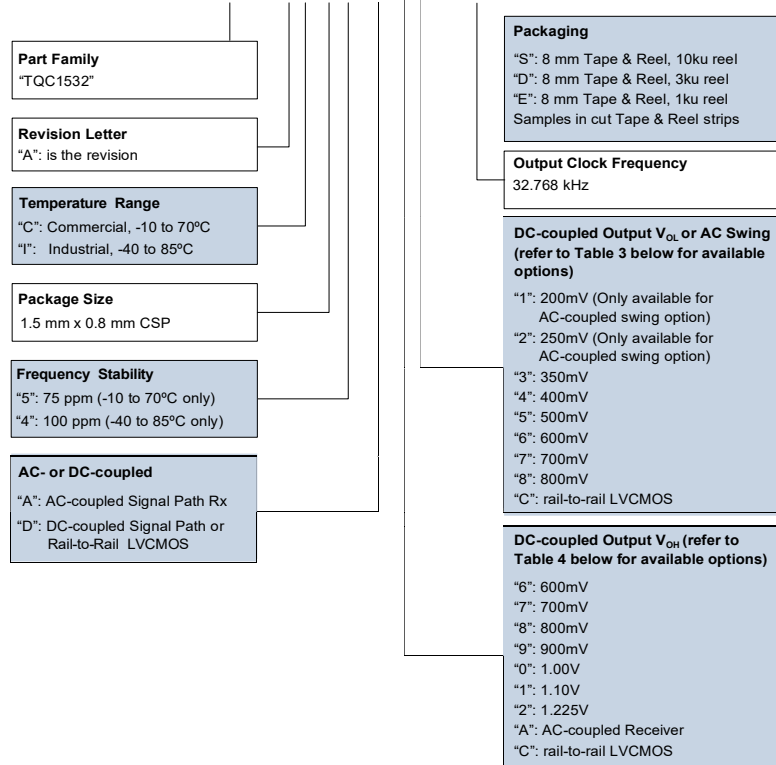 Part Family
“TQC1532”
Revision Letter
“A”: is the revision
Temperature Range
“C”: Commercial, -10 to 70ºC
“I”: Industrial, -40 to 85ºC
Package Size
1.5 mm x 0.8 mm CSP
Frequency Stability
“5”: 75 ppm (-10 to 70ºC only)
“4”: 100 ppm (-40 to 85ºC only)
AC- or DC-coupled
“A”: AC-coupled Signal Path Rx
“D”: DC-coupled Signal Path or
Rail-to-Rail LVCMOS
Packaging
“S”: 8 mm Tape & Reel, 10ku reel
“D”: 8 mm Tape & Reel, 3ku reel
“E”: 8 mm Tape & Reel, 1ku reel
Samples in cut Tape & Reel strips
Output Clock Frequency
32.768 kHz
DC-coupled Output VOL or AC Swing
(refer to Table 3 below for available
options)
“1”: 200mV (Only available for
AC-coupled swing option)
“2”: 250mV (Only available for
AC-coupled swing option)
“3”: 350mV
“4”: 400mV
“5”: 500mV
“6”: 600mV
“7”: 700mV
“8”: 800mV
“C”: rail-to-rail LVCMOS
DC-coupled Output VOH (refer to
Table 4 below for available options)
“6”: 600mV
“7”: 700mV
“8”: 800mV
“9”: 900mV
“0”: 1.00V
“1”: 1.10V
“2”: 1.225V
“A”: AC-coupled Receiver
“C”: rail-to-rail LVCMOS